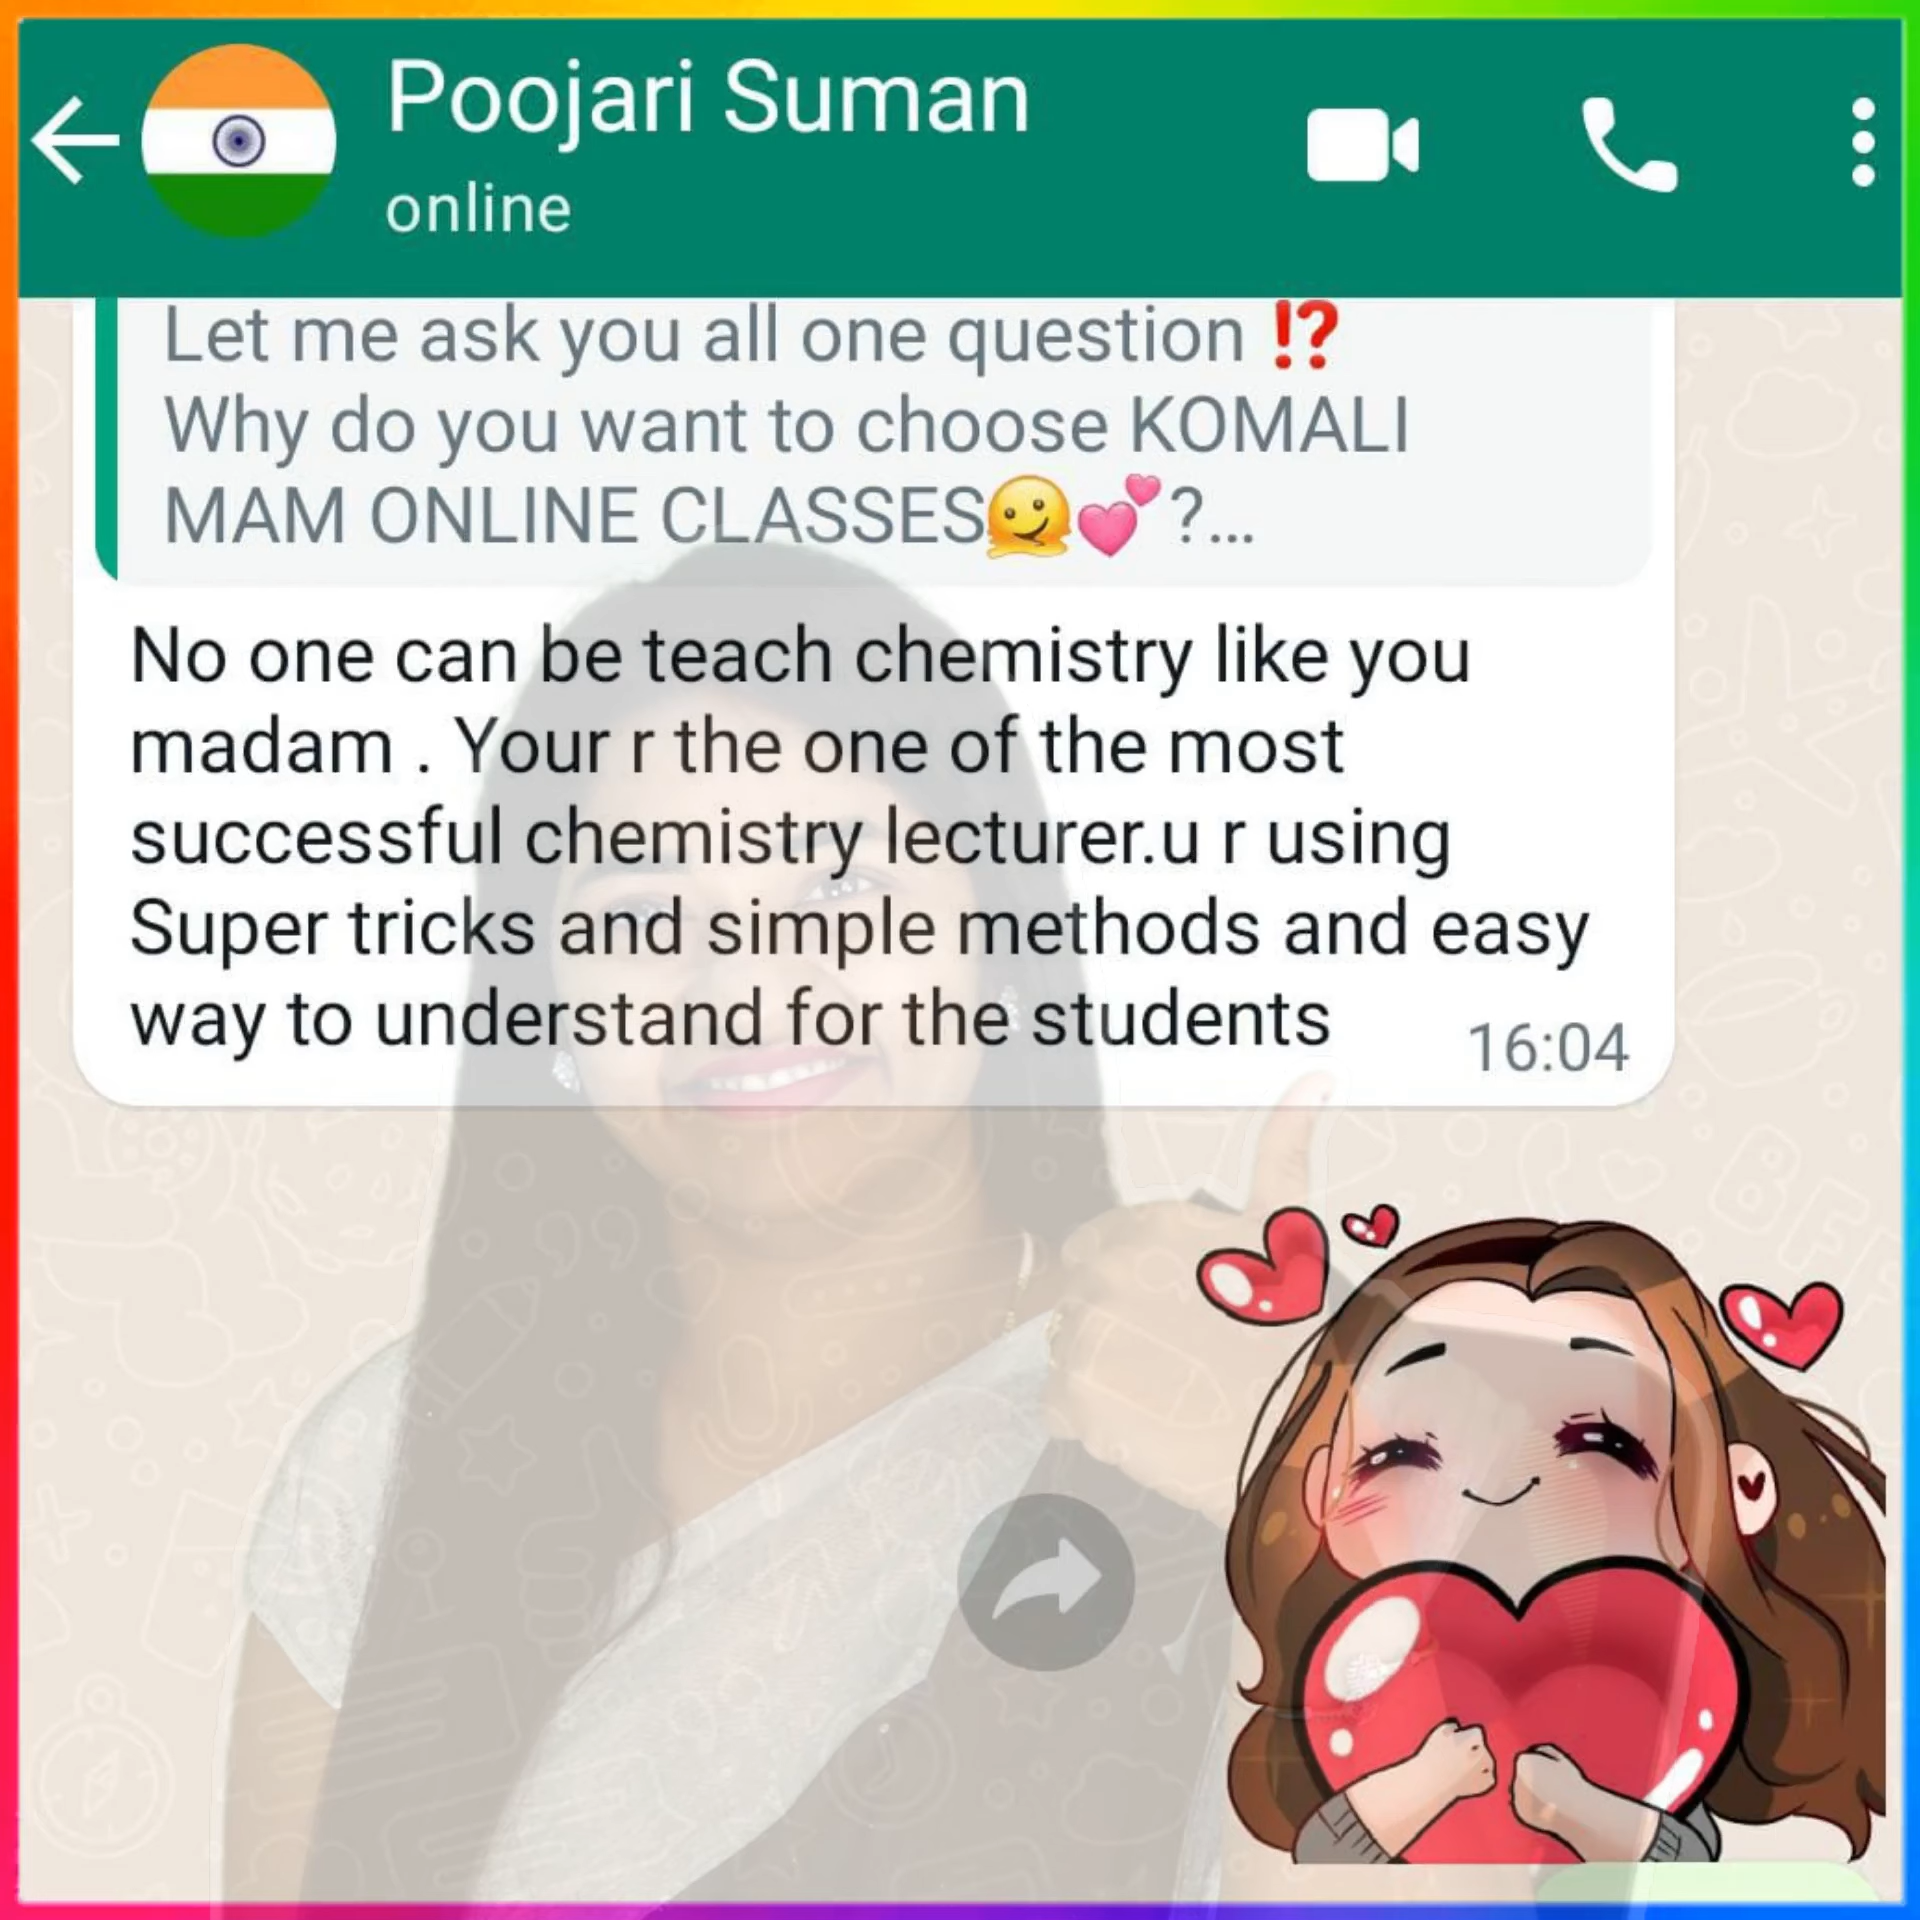 Poojari Suman
online
Let me ask you all one question ⁉️
Why do you want to choose KOMALI
MAM ONLINE CLASSES🫠💕?...
No one can be teach chemistry like you
madam . Your r the one of the most
successful chemistry lecturer.u r using
Super tricks and simple methods and easy
way to understand for the students
16:04